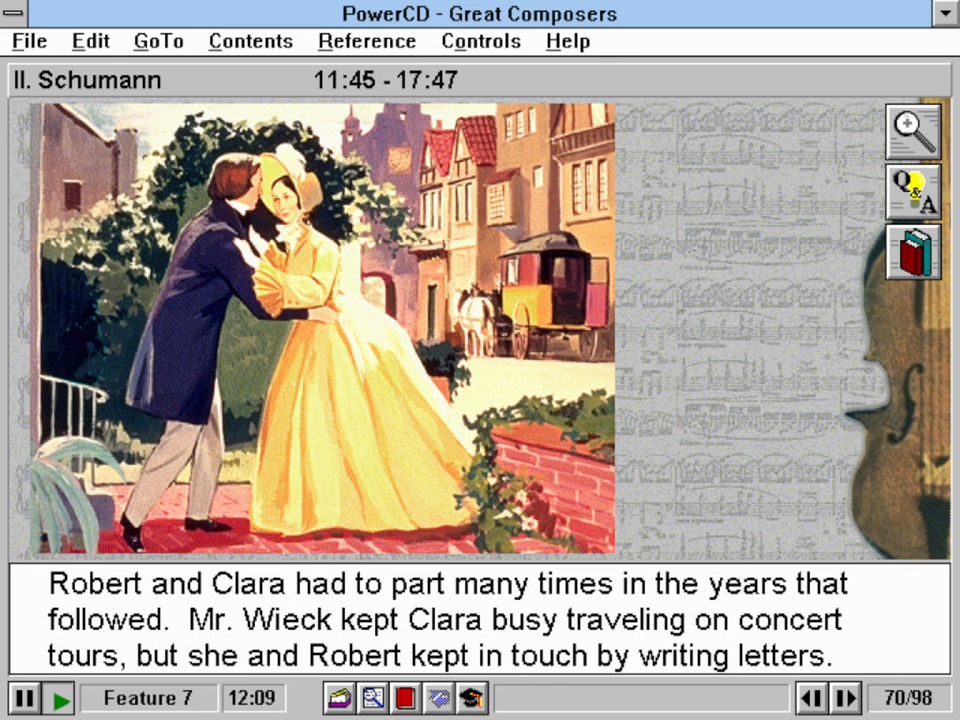 PowerCD - Great Composers
File Edit GoTo Contents Reference Controls Help
II. Schumann 11:45 - 17:47
Q & A
Robert and Clara had to part many times in the years that
followed. Mr. Wieck kept Clara busy traveling on concert
tours, but she and Robert kept in touch by writing letters.
Feature 7 12:09 70/98